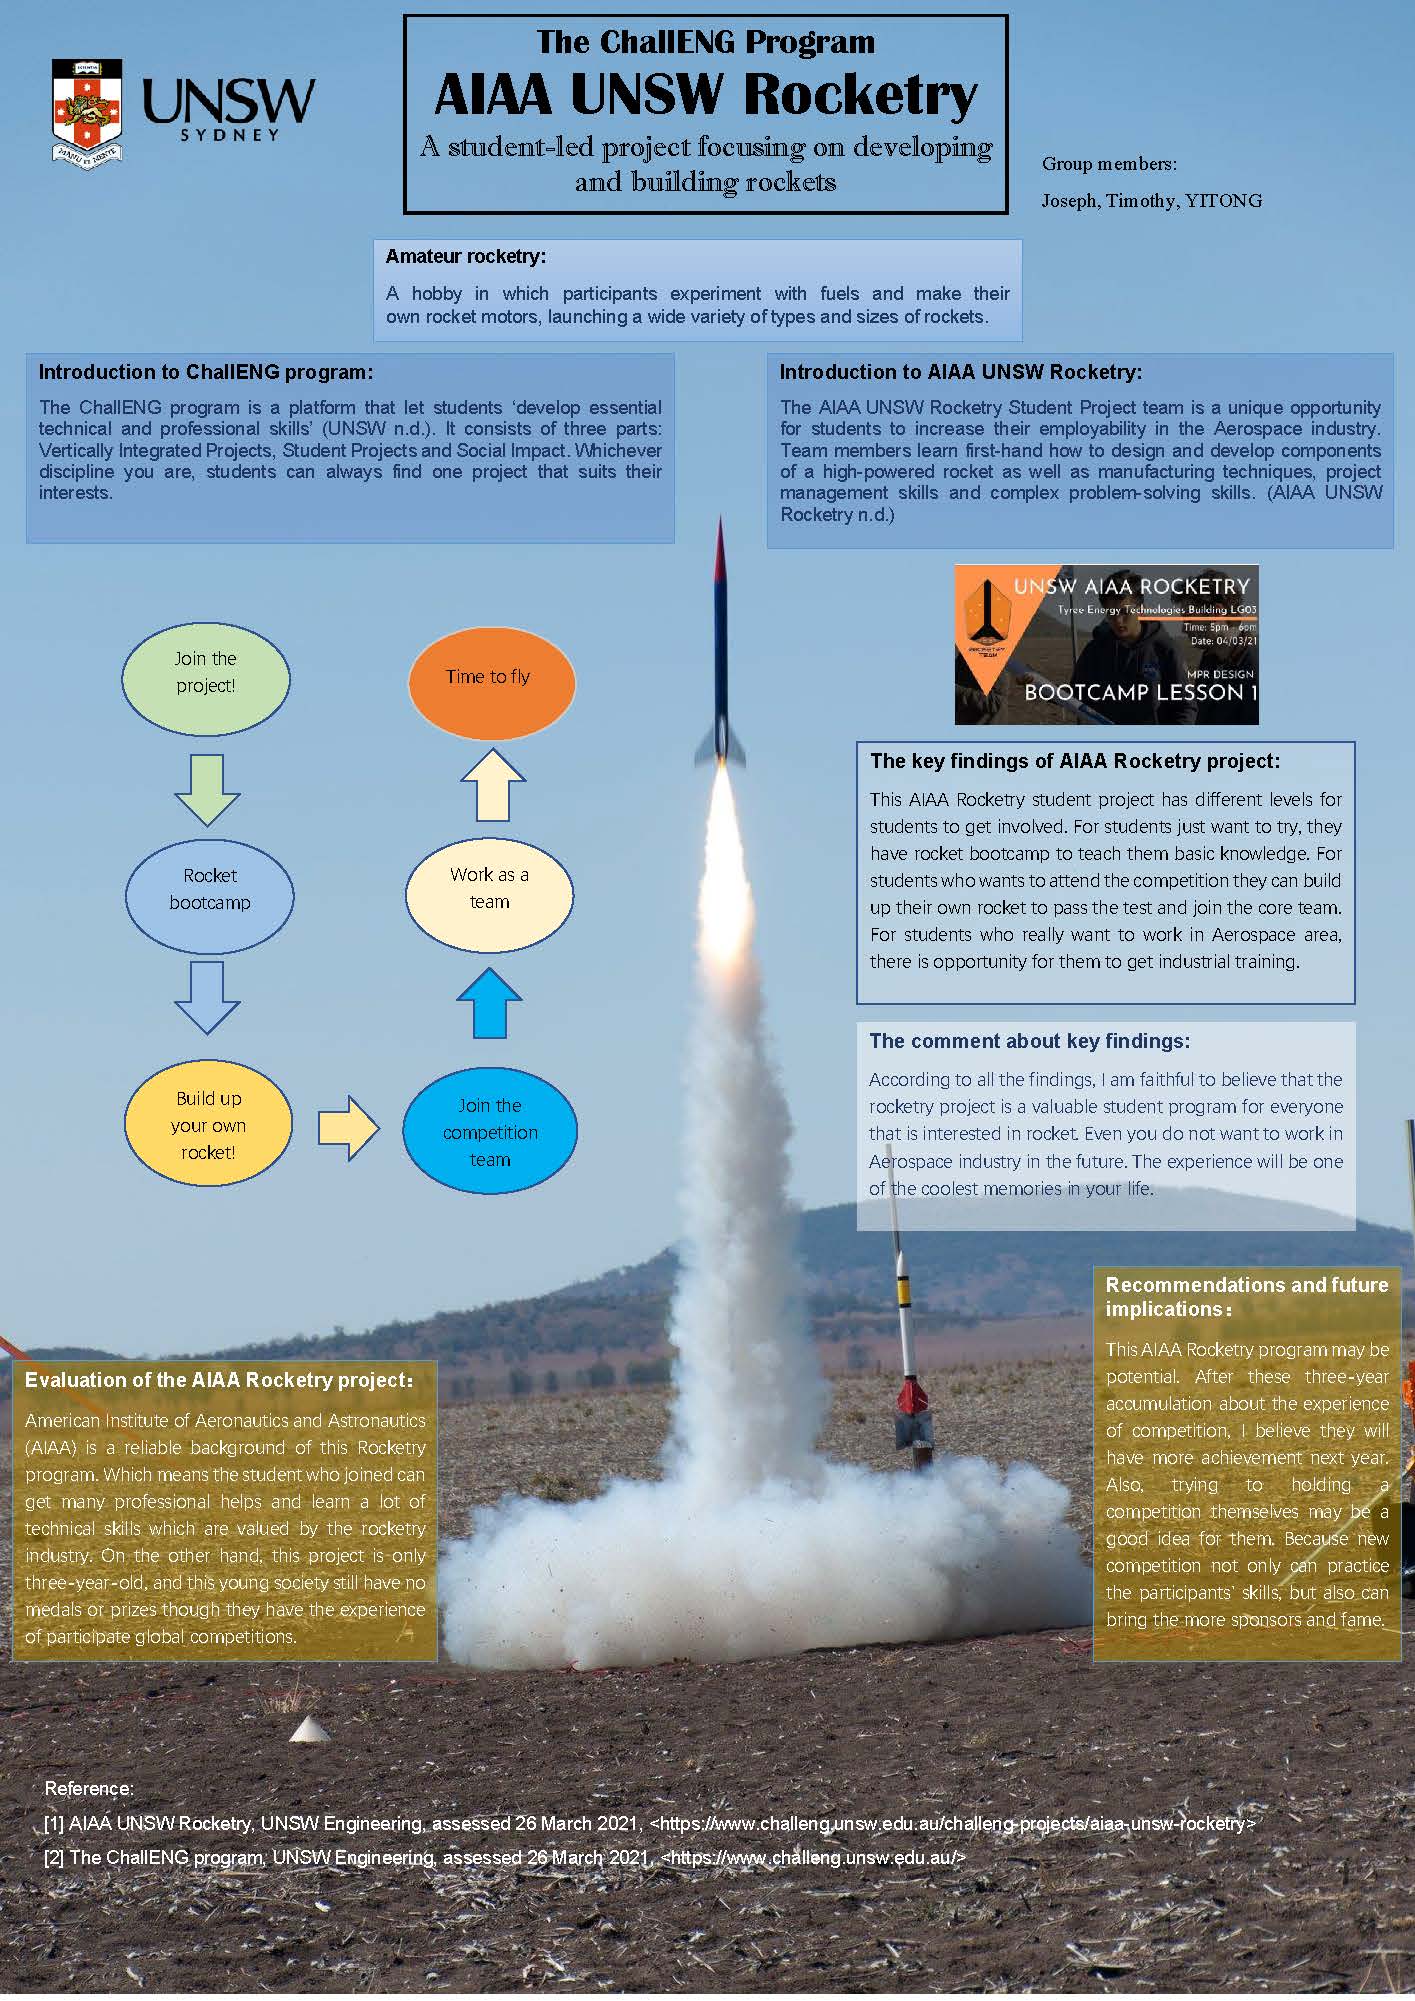 The ChallENG Program
AIAA UNSW Rocketry
A student-led project focusing on developing
and building rockets
UNSW
SYDNEY
SCIENTIA
MANU ET MENTE
Group members:
Joseph, Timothy, YITONG
Amateur rocketry:
A hobby in which participants experiment with fuels and make their
own rocket motors, launching a wide variety of types and sizes of rockets.
Introduction to ChallENG program:
The ChallENG program is a platform that let students ‘develop essential
technical and professional skills’ (UNSW n.d.). It consists of three parts:
Vertically Integrated Projects, Student Projects and Social Impact. Whichever
discipline you are, students can always find one project that suits their
interests.
Introduction to AIAA UNSW Rocketry:
The AIAA UNSW Rocketry Student Project team is a unique opportunity
for students to increase their employability in the Aerospace industry.
Team members learn first-hand how to design and develop components
of a high-powered rocket as well as manufacturing techniques, project
management skills and complex problem-solving skills. (AIAA UNSW
Rocketry n.d.)
UNSW AIAA ROCKETRY
Tyree Energy Technologies Building LG03
Time: 5pm - 6pm
Date: 04/03/21
ROCKETRY
TEAM
MPR DESIGN
BOOTCAMP LESSON 1
Join the
project!
Rocket
bootcamp
Build up
your own
rocket!
Join the
competition
team
Work as a
team
Time to fly
The key findings of AIAA Rocketry project:
This AIAA Rocketry student project has different levels for
students to get involved. For students just want to try, they
have rocket bootcamp to teach them basic knowledge. For
students who wants to attend the competition they can build
up their own rocket to pass the test and join the core team.
For students who really want to work in Aerospace area,
there is opportunity for them to get industrial training.
The comment about key findings:
According to all the findings, I am faithful to believe that the
rocketry project is a valuable student program for everyone
that is interested in rocket. Even you do not want to work in
Aerospace industry in the future. The experience will be one
of the coolest memories in your life.
Evaluation of the AIAA Rocketry project：
American Institute of Aeronautics and Astronautics
(AIAA) is a reliable background of this Rocketry
program. Which means the student who joined can
get many professional helps and learn a lot of
technical skills which are valued by the rocketry
industry. On the other hand, this project is only
three-year-old, and this young society still have no
medals or prizes though they have the experience
of participate global competitions.
Recommendations and future
implications：
This AIAA Rocketry program may be
potential. After these three-year
accumulation about the experience
of competition, I believe they will
have more achievement next year.
Also, trying to holding a
competition themselves may be a
good idea for them. Because new
competition not only can practice
the participants’ skills, but also can
bring the more sponsors and fame.
Reference:
[1] AIAA UNSW Rocketry, UNSW Engineering, assessed 26 March 2021, <https://www.challeng.unsw.edu.au/challeng-projects/aiaa-unsw-rocketry>
[2] The ChallENG program, UNSW Engineering, assessed 26 March 2021, <https://www.challeng.unsw.edu.au/>